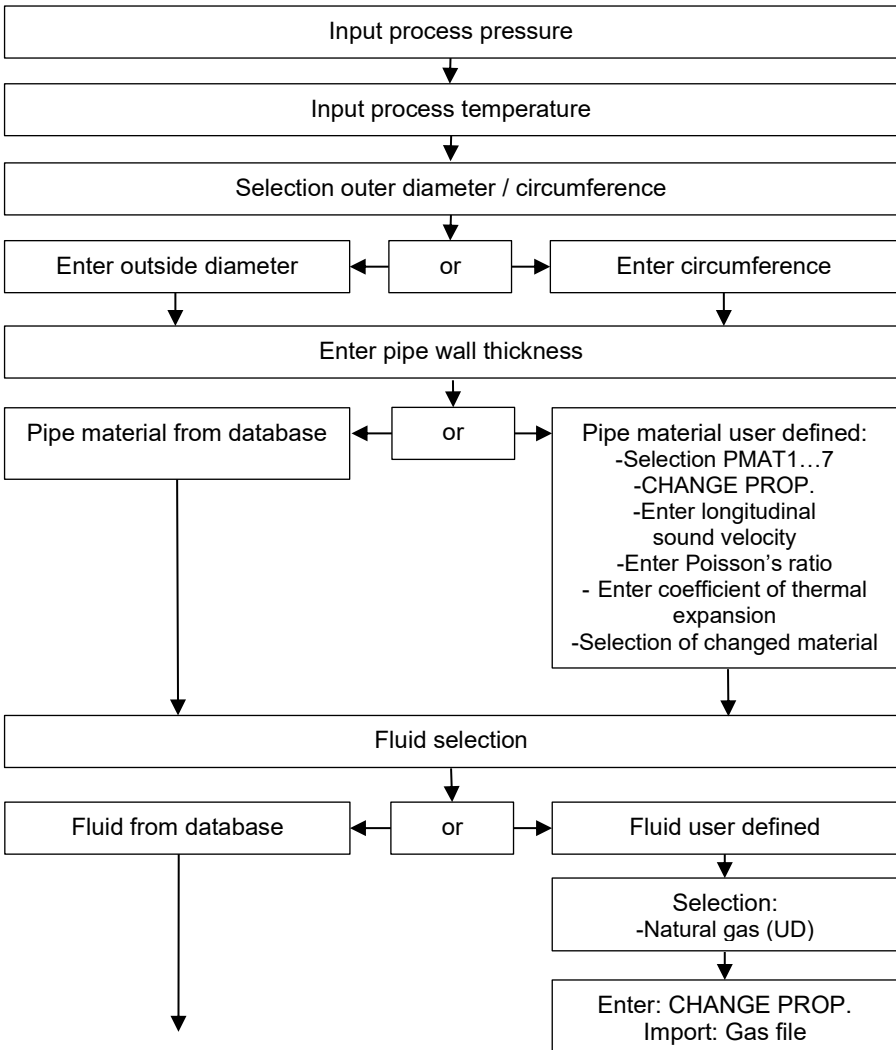 Input process pressure
Input process temperature
Selection outer diameter / circumference
Enter outside diameter
or
Enter circumference
Enter pipe wall thickness
Pipe material from database
or
Pipe material user defined:
-Selection PMAT1…7
-CHANGE PROP.
-Enter longitudinal
sound velocity
-Enter Poisson’s ratio
- Enter coefficient of thermal
expansion
-Selection of changed material
Fluid selection
Fluid from database
or
Fluid user defined
Selection:
-Natural gas (UD)
Enter: CHANGE PROP.
Import: Gas file